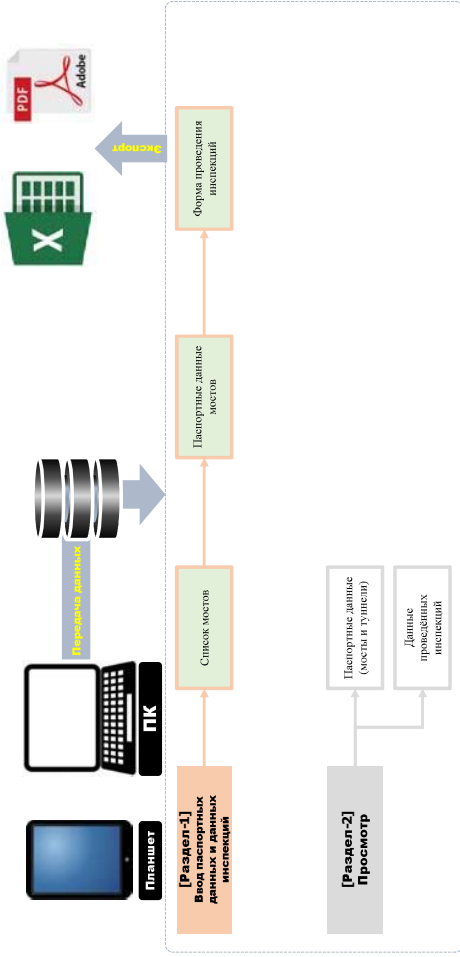 Планшет
ПК
Передача данных
Экспорт
X
PDF
Adobe
[Раздел-1]
Ввод паспортных
данных и данных
инспекций
Список мостов
Паспортные данные
мостов
Форма проведения
инспекций
[Раздел-2]
Просмотр
Паспортные данные
(мосты и туннели)
Данные
проведённых
инспекций